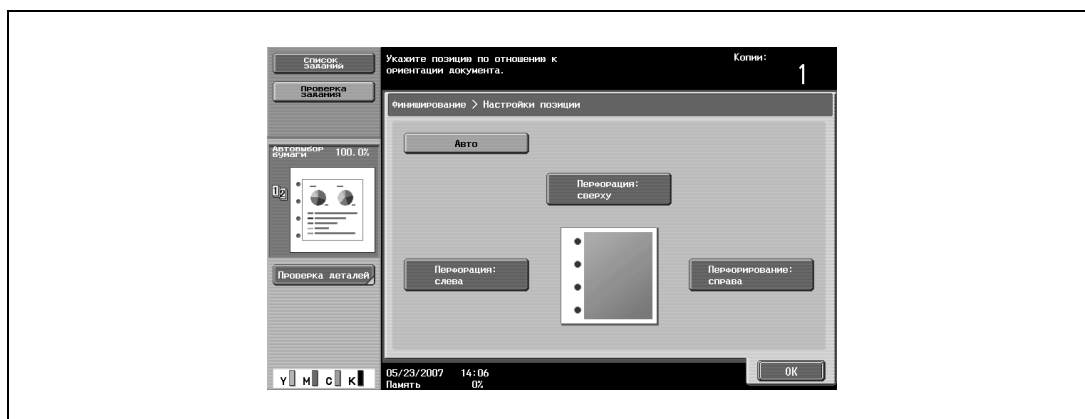 Список
заданий
Проверка
задания
Автовыбор
бумаги 100.0%
Проверка деталей
Y M C K
Укажите позицию по отношению к
ориентации документа.
Копии:
1
Финиширование > Настройки позиции
Авто
Перфорация:
сверху
Перфорация:
слева
Перфорирование:
справа
05/23/2007 14:06
Память 0%
OK